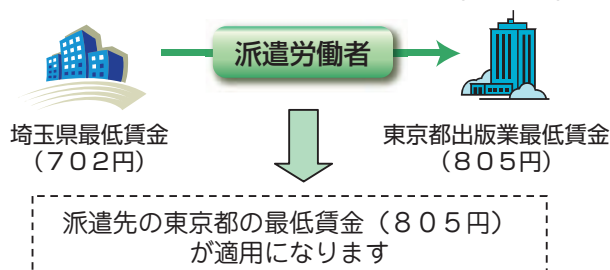 派遣労働者
埼玉県最低賃金
（７０２円）
東京都出版業最低賃金
（８０５円）
派遣先の東京都の最低賃金（８０５円）
が適用になります